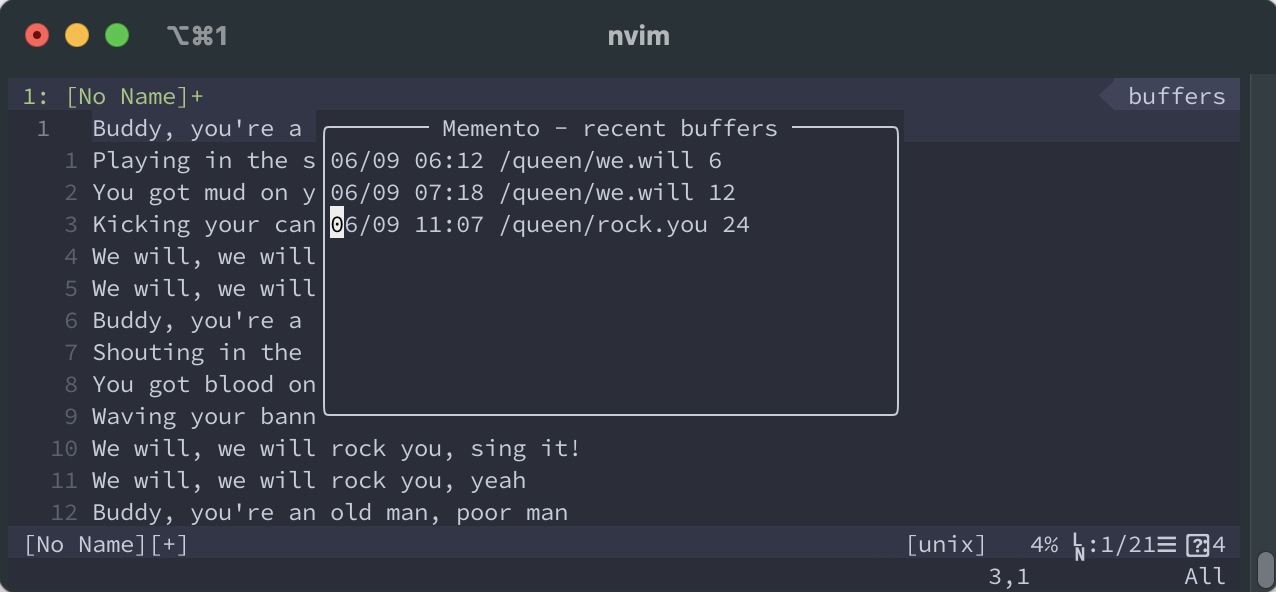 ⌥⌘1 nvim
1: [No Name]+ buffers
Memento - recent buffers
06/09 06:12 /queen/we.will 6
06/09 07:18 /queen/we.will 12
06/09 11:07 /queen/rock.you 24
1 Buddy, you're a
1 Playing in the s
2 You got mud on y
3 Kicking your can
4 We will, we will
5 We will, we will
6 Buddy, you're a
7 Shouting in the
8 You got blood on
9 Waving your bann
10 We will, we will rock you, sing it!
11 We will, we will rock you, yeah
12 Buddy, you're an old man, poor man
[No Name][+] [unix] 4% LN:1/21☰ ?4
3,1 All